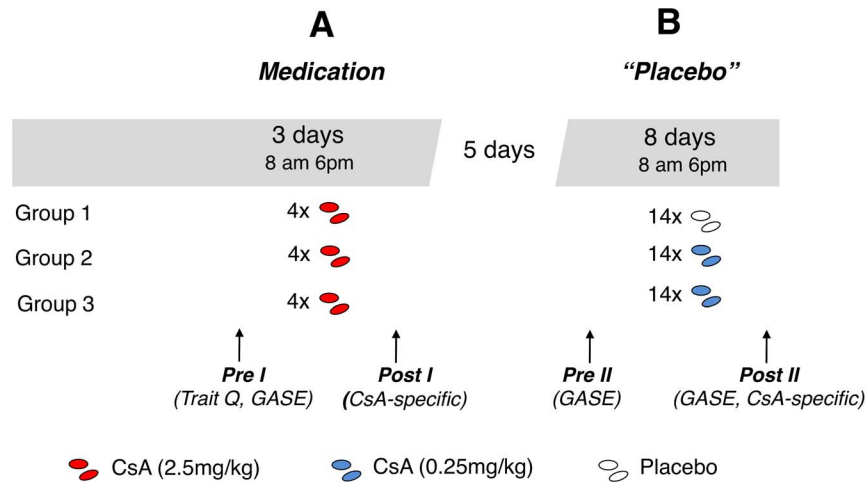 A
B
Medication
“Placebo”
3 days
8 am 6pm
5 days
8 days
8 am 6pm
Group 1
4x
14x
Group 2
4x
14x
Group 3
4x
14x
Pre I
(Trait Q, GASE)
Post I
(CsA-specific)
Pre II
(GASE)
Post II
(GASE, CsA-specific)
CsA (2.5mg/kg)
CsA (0.25mg/kg)
Placebo